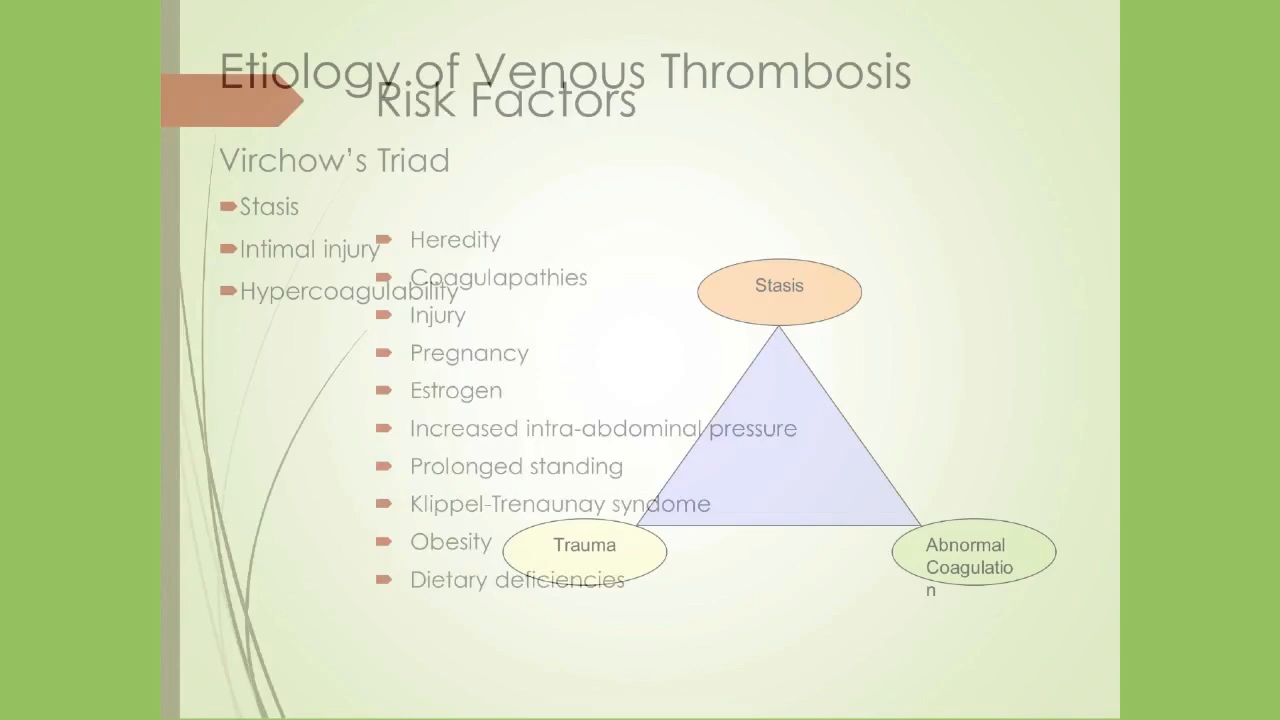 Etiology of Venous Thrombosis
Virchow’s Triad
Stasis
Intimal injury
Hypercoagulability
Stasis
Trauma
Abnormal
Coagulatio
n
Risk Factors
Heredity
Coagulapathies
Injury
Pregnancy
Estrogen
Increased intra-abdominal pressure
Prolonged standing
Klippel-Trenaunay syndome
Obesity
Dietary deficiencies